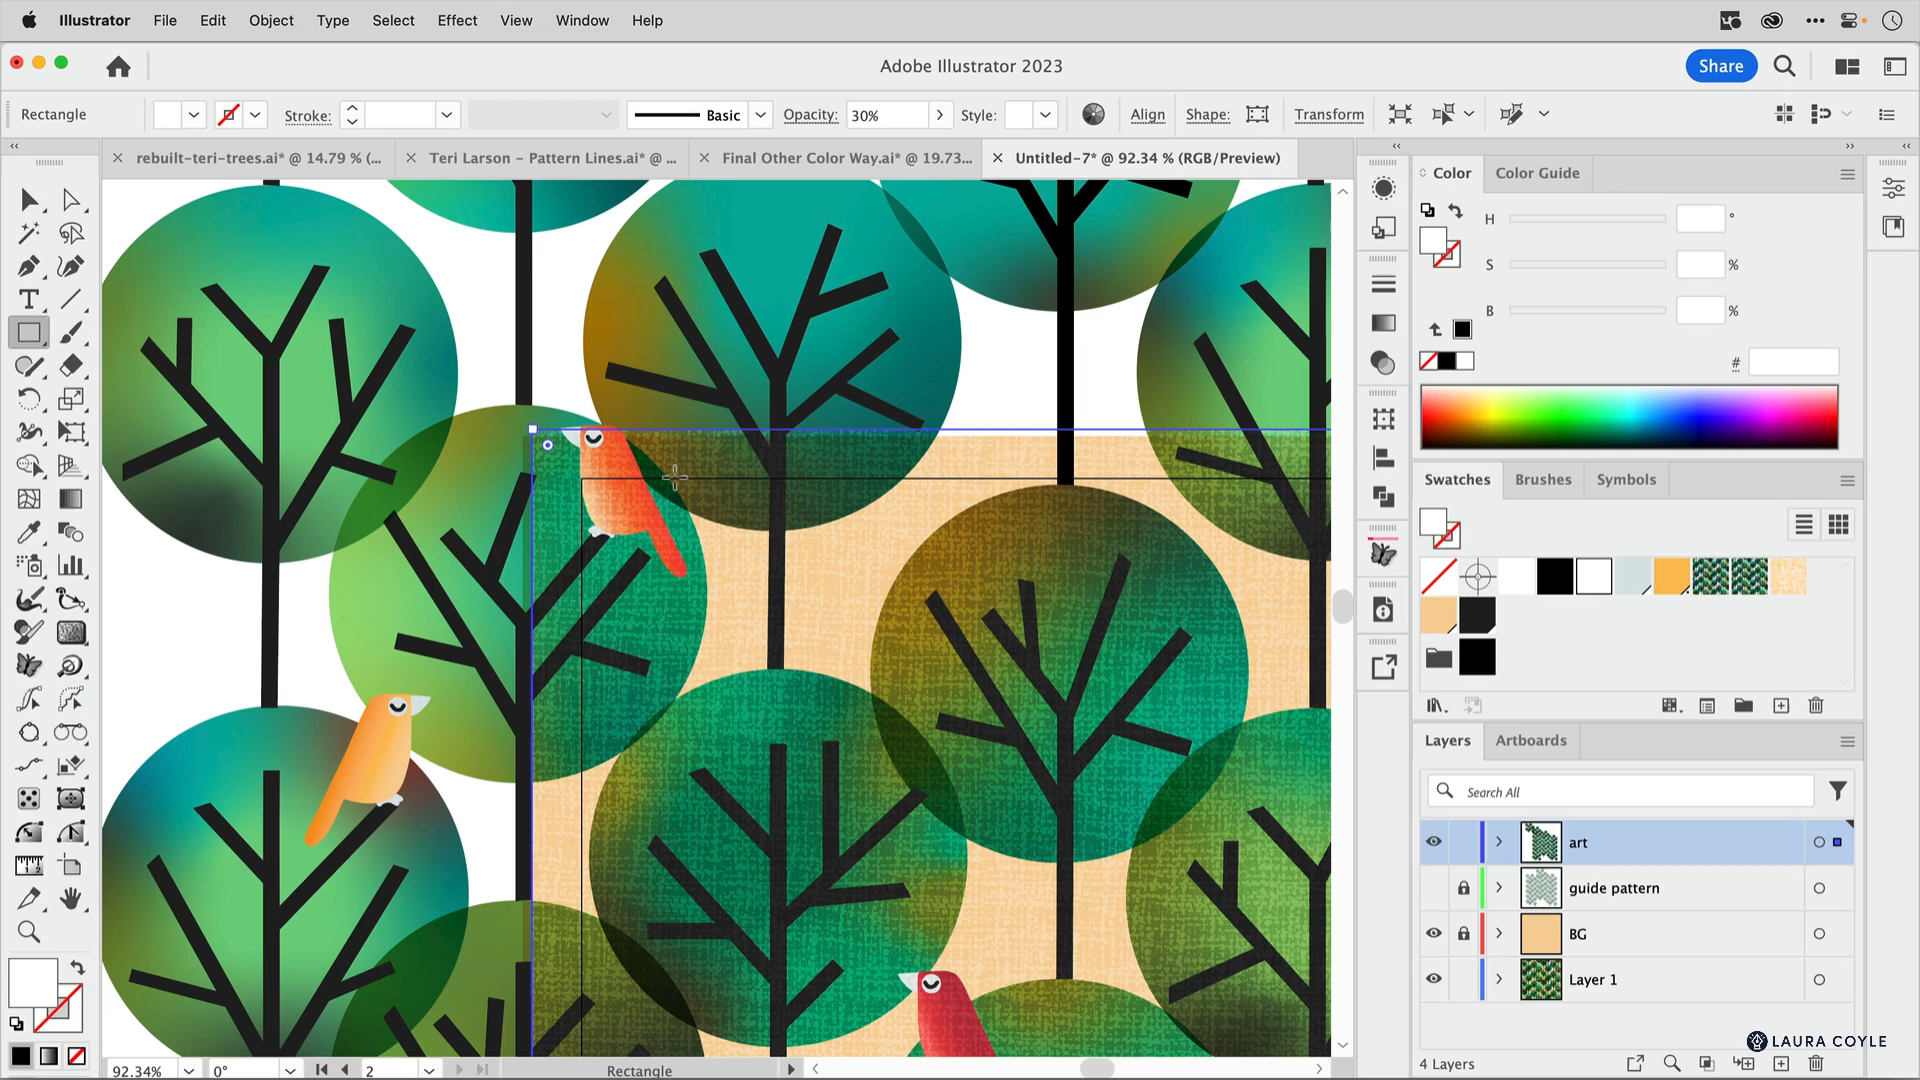 Illustrator File Edit Object Type Select Effect View Window Help
Adobe Illustrator 2023
Share
Rectangle Stroke: Basic Opacity: 30% Style: Align Shape: Transform
rebuilt-teri-trees.ai* @ 14.79 % (... Teri Larson - Pattern Lines.ai* @ ... Final Other Color Way.ai* @ 19.73... Untitled-7* @ 92.34 % (RGB/Preview)
Color Color Guide
H °
S %
B %
#
Swatches Brushes Symbols
Layers Artboards
Search All
art
guide pattern
BG
Layer 1
LAURA COYLE
4 Layers
92.34% 0° 2 Rectangle